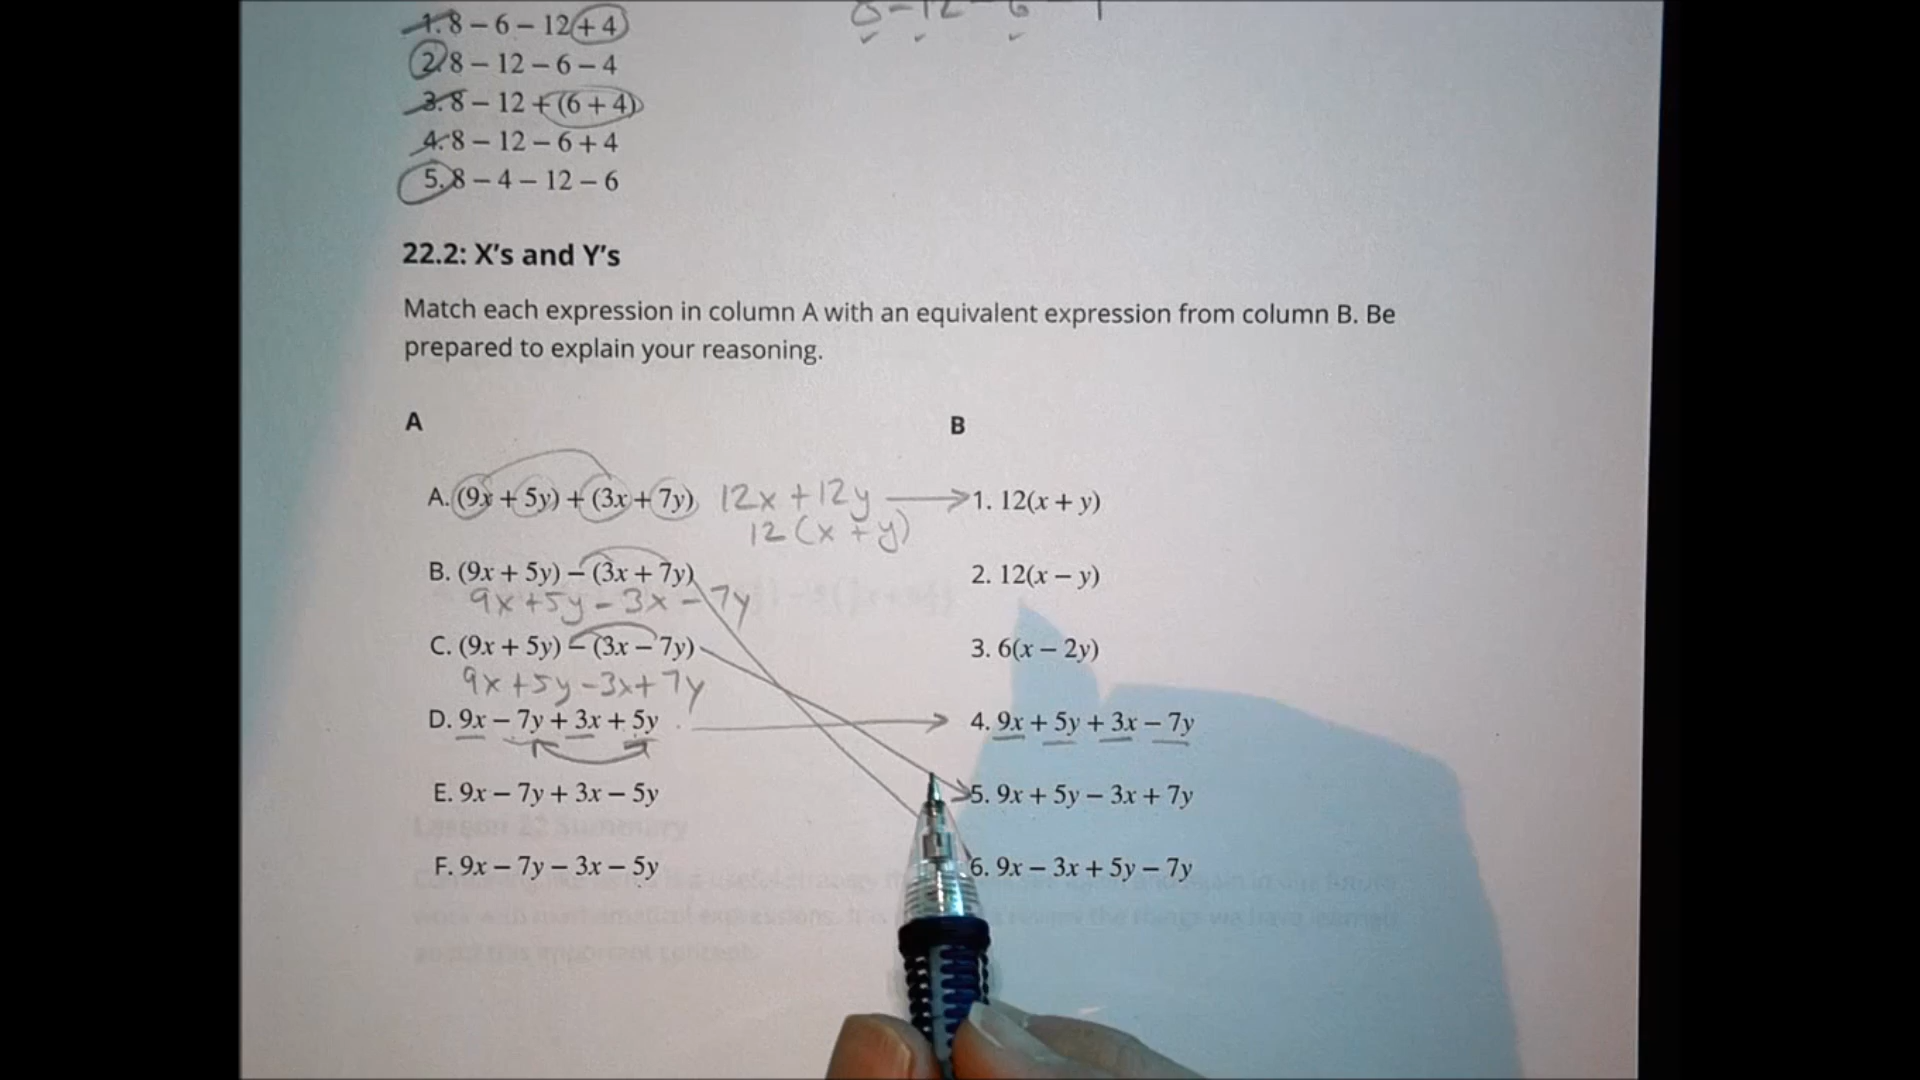 1. 8 – 6 – 12 + 4
8 – 12 – 6 –
2. 8 – 12 – 6 – 4
3. 8 – 12 + (6 + 4)
4. 8 – 12 – 6 + 4
5. 8 – 4 – 12 – 6
22.2: X's and Y's
Match each expression in column A with an equivalent expression from column B. Be
prepared to explain your reasoning.
A
B
A. (9x + 5y) + (3x + 7y) 12x + 12y
12(x + y)
1. 12(x + y)
B. (9x + 5y) – (3x + 7y)
9x + 5y – 3x – 7y
2. 12(x – y)
C. (9x + 5y) – (3x – 7y)
9x + 5y – 3x + 7y
3. 6(x – 2y)
D. 9x – 7y + 3x + 5y
4. 9x + 5y + 3x – 7y
E. 9x – 7y + 3x – 5y
5. 9x + 5y – 3x + 7y
F. 9x – 7y – 3x – 5y
6. 9x – 3x + 5y – 7y